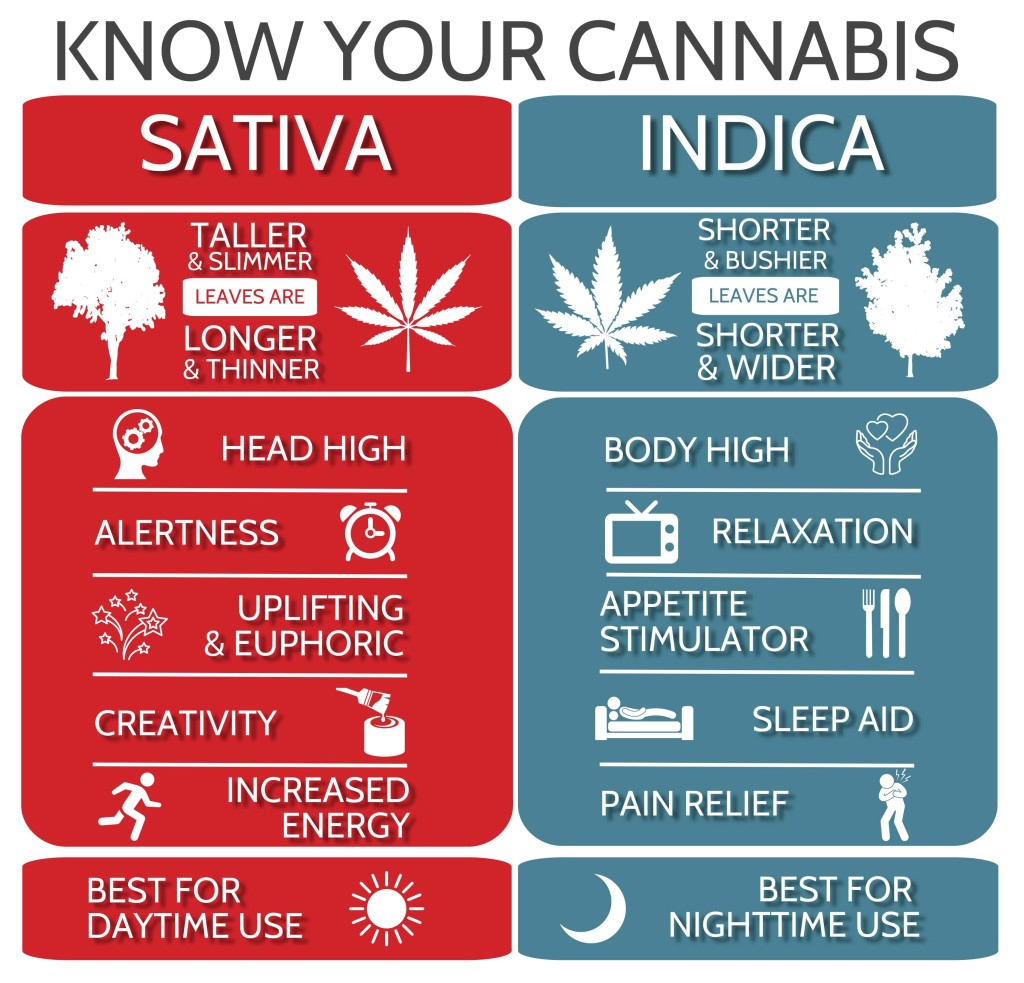 KNOW YOUR CANNABIS
SATIVA
TALLER
& SLIMMER
LEAVES ARE
LONGER
& THINNER
HEAD HIGH
ALERTNESS
UPLIFTING
& EUPHORIC
CREATIVITY
INCREASED
ENERGY
BEST FOR
DAYTIME USE
INDICA
SHORTER
& BUSHIER
LEAVES ARE
SHORTER
& WIDER
BODY HIGH
RELAXATION
APPETITE
STIMULATOR
SLEEP AID
PAIN RELIEF
BEST FOR
NIGHTTIME USE